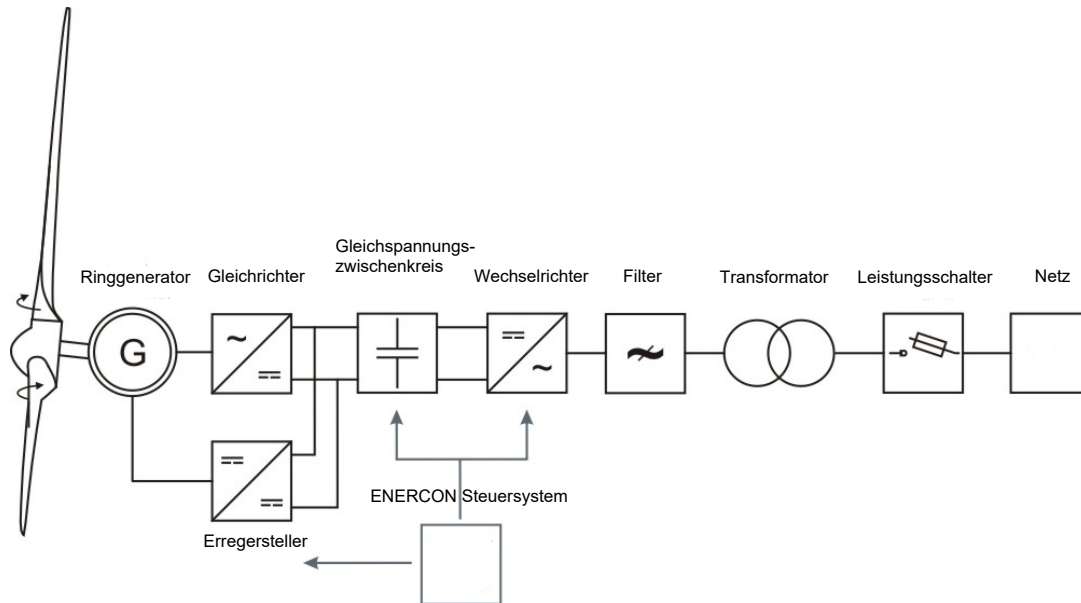 Gleichspannungs-
zwischenkreis
Ringgenerator
Gleichrichter
Wechselrichter
Filter
Transformator
Leistungsschalter
Netz
G
ENERCON Steuersystem
Erregersteller